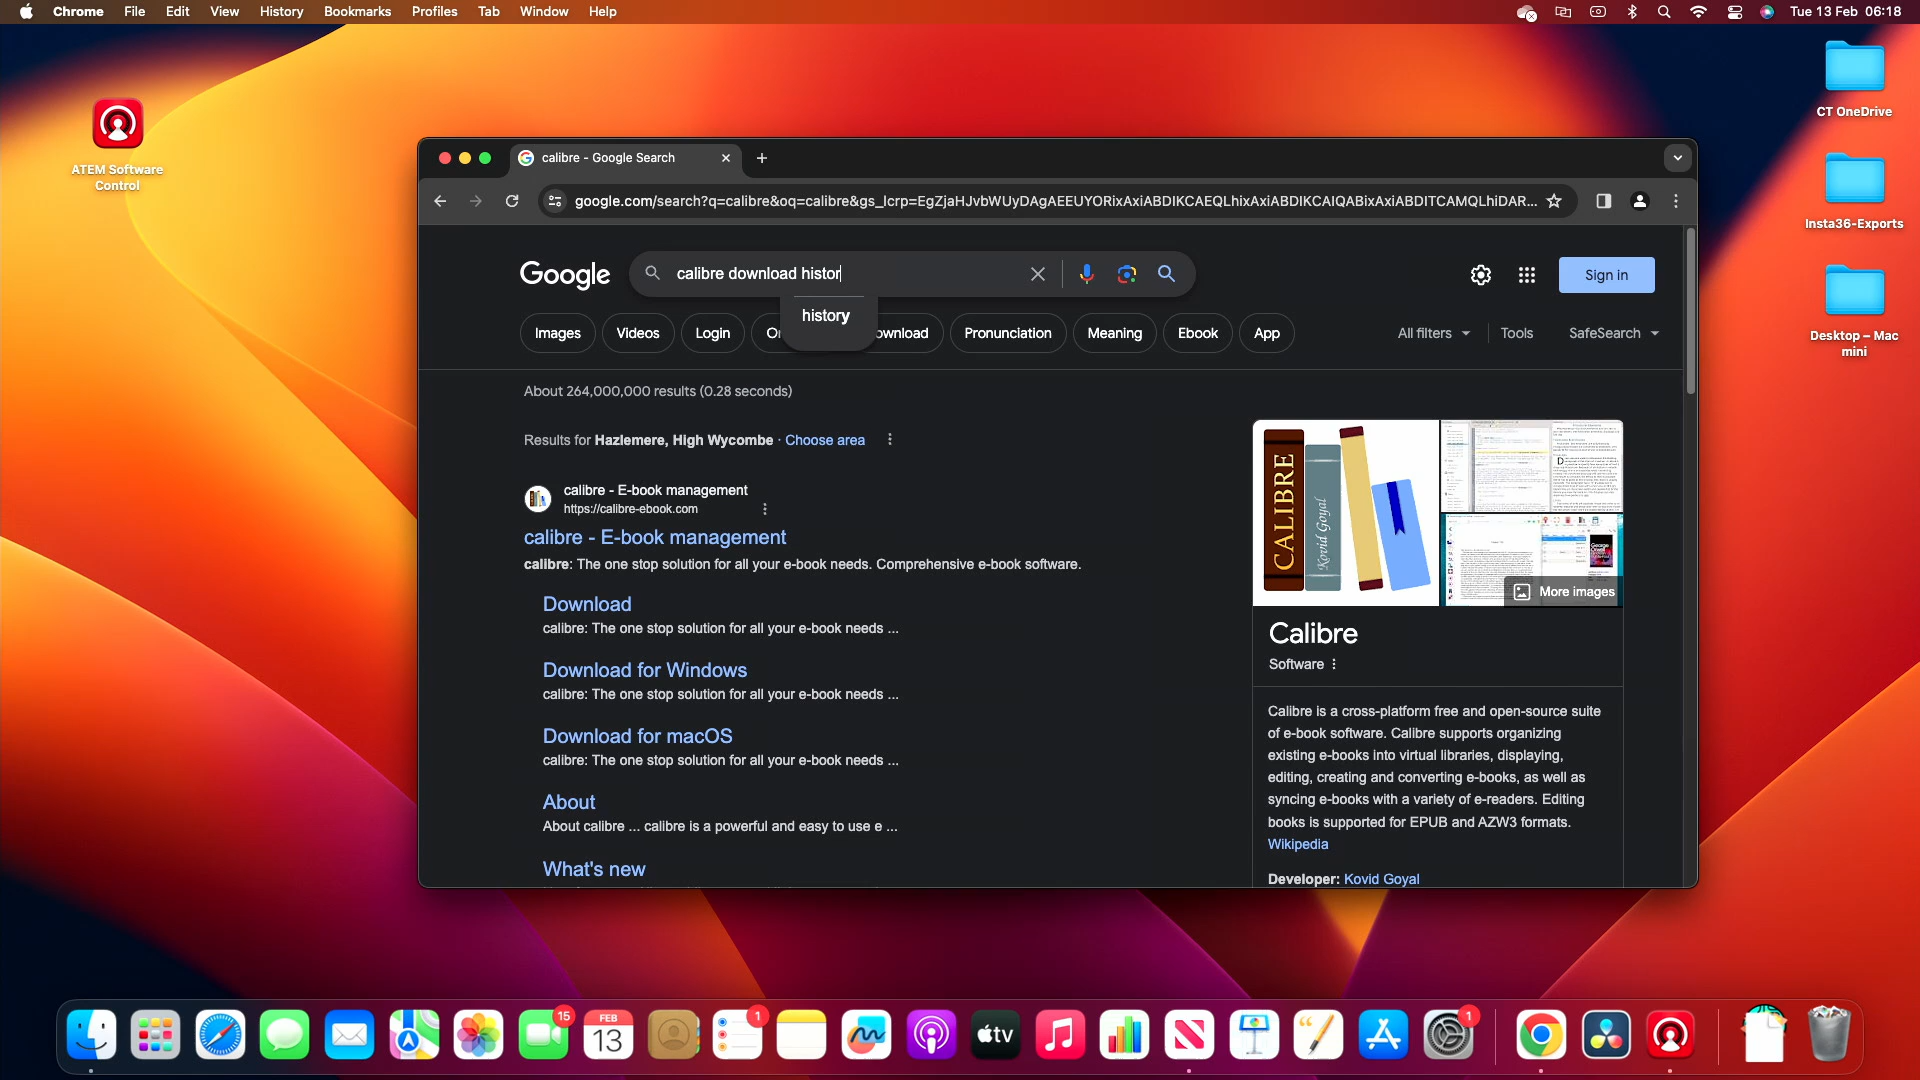 Chrome File Edit View History Bookmarks Profiles Tab Window Help
Tue 13 Feb 06:18
CT OneDrive
ATEM Software
Control
Insta36-Exports
Desktop – Mac
mini
calibre - Google Search
google.com/search?q=calibre&oq=calibre&gs_lcrp=EgZjaHJvbWUyDAgAEEUYORixAxiABDIKCAEQLhixAxiABDIKCAIQABixAxiABDITCAMQLhiDAR...
Google
calibre download histor
history
Sign in
Images Videos Login On ownload Pronunciation Meaning Ebook App
All filters Tools SafeSearch
About 264,000,000 results (0.28 seconds)
Results for Hazlemere, High Wycombe · Choose area
calibre - E-book management
https://calibre-ebook.com
calibre - E-book management
calibre: The one stop solution for all your e-book needs. Comprehensive e-book software.
Download
calibre: The one stop solution for all your e-book needs ...
Download for Windows
calibre: The one stop solution for all your e-book needs ...
Download for macOS
calibre: The one stop solution for all your e-book needs ...
About
About calibre ... calibre is a powerful and easy to use e ...
What's new
CALIBRE
Kovid Goyal
More images
Calibre
Software
Calibre is a cross-platform free and open-source suite
of e-book software. Calibre supports organizing
existing e-books into virtual libraries, displaying,
editing, creating and converting e-books, as well as
syncing e-books with a variety of e-readers. Editing
books is supported for EPUB and AZW3 formats.
Wikipedia
Developer: Kovid Goyal
15
FEB
13
1
tv
1